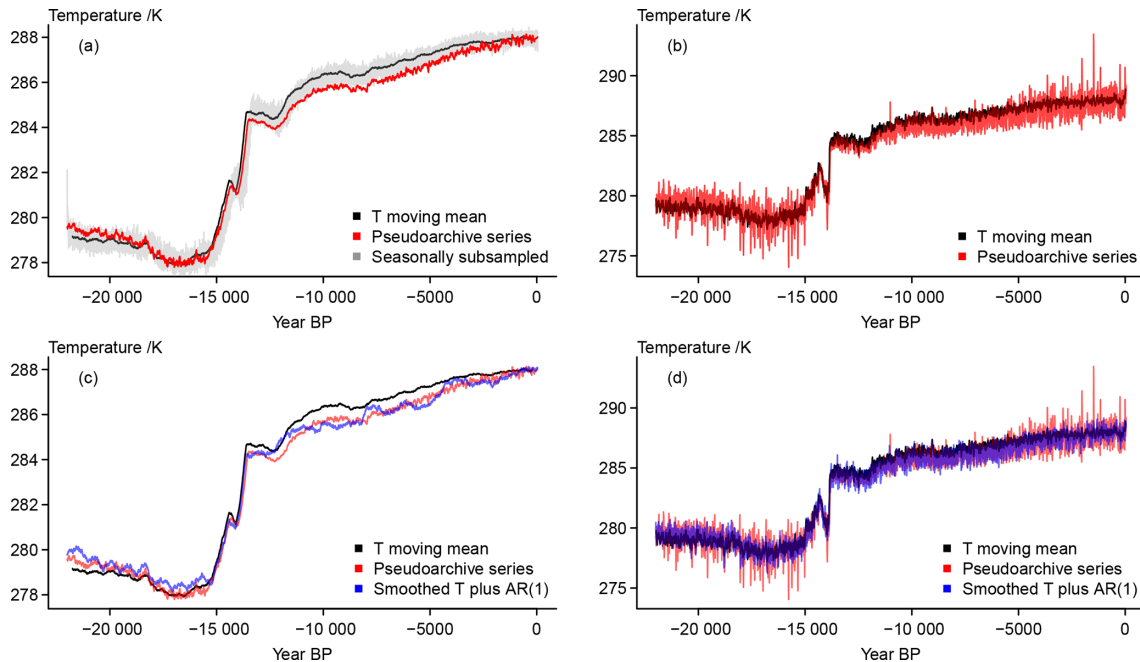 Temperature /K
(a)
288
286
284
282
280
278
T moving mean
Pseudoarchive series
Seasonally subsampled
−20 000 −15 000 −10 000 −5000 0
Year BP
Temperature /K
(b)
290
285
280
275
T moving mean
Pseudoarchive series
−20 000 −15 000 −10 000 −5000 0
Year BP
Temperature /K
(c)
288
286
284
282
280
278
T moving mean
Pseudoarchive series
Smoothed T plus AR(1)
−20 000 −15 000 −10 000 −5000 0
Year BP
Temperature /K
(d)
290
285
280
275
T moving mean
Pseudoarchive series
Smoothed T plus AR(1)
−20 000 −15 000 −10 000 −5000 0
Year BP